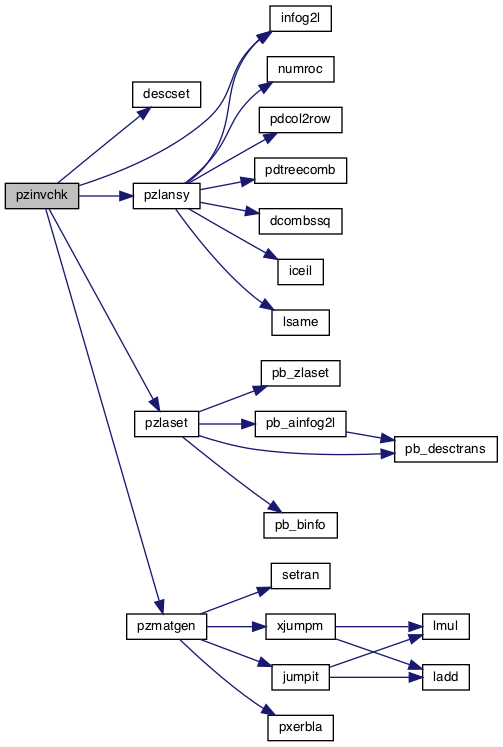 infog2l
numroc
descset
pdcol2row
pdtreecomb
pzinvchk
pzlansy
dcombssq
iceil
lsame
pb_zlaset
pzlaset
pb_ainfog2l
pb_desctrans
pb_binfo
setran
pzmatgen
xjumpm
lmul
jumpit
ladd
pxerbla